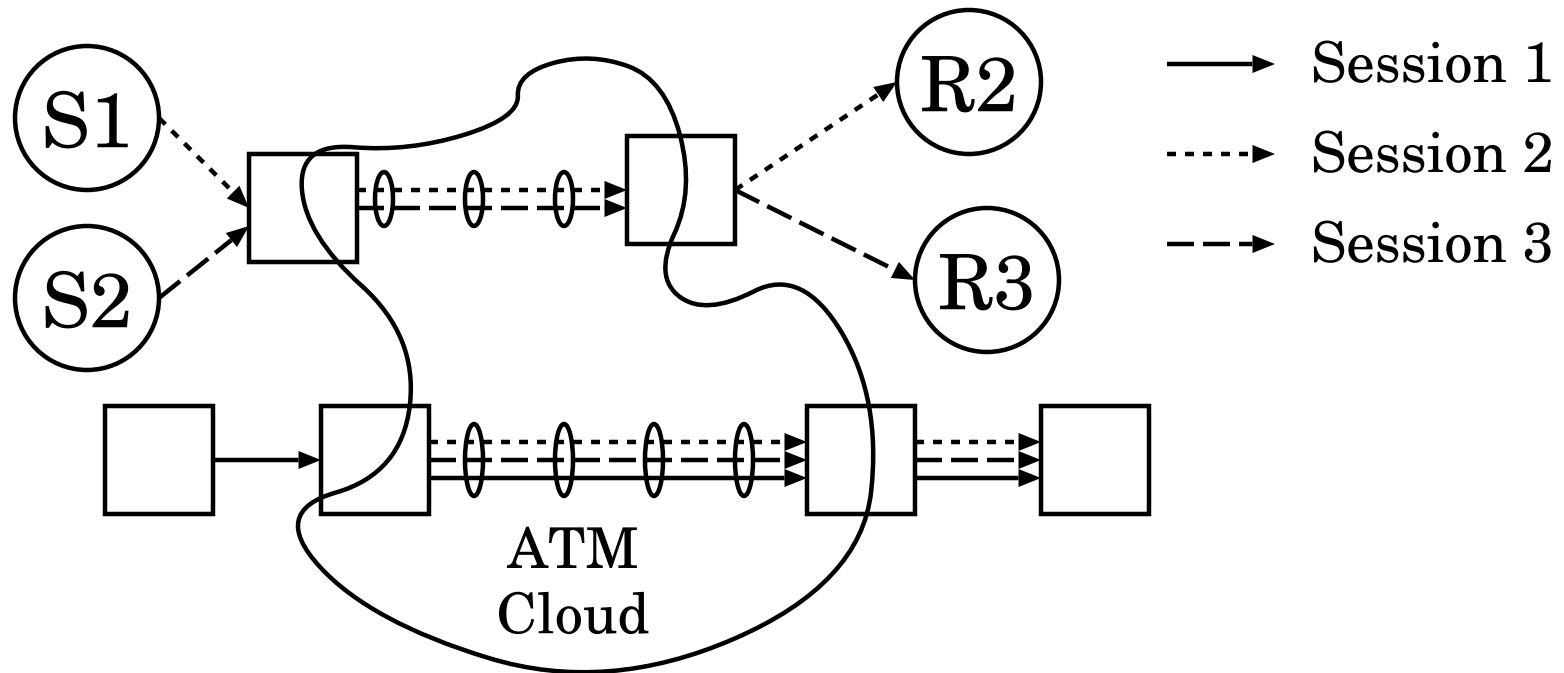 S1
S2
R2
R3
Session 1
Session 2
Session 3
ATM
Cloud